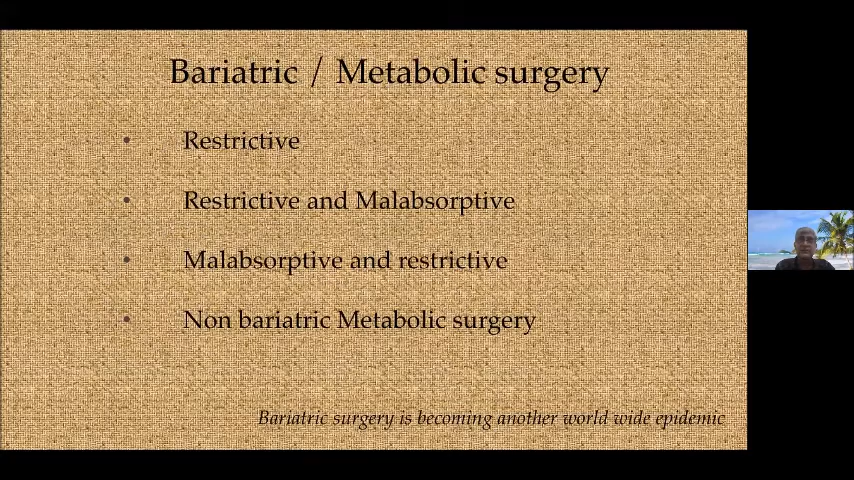 Bariatric / Metabolic surgery
• Restrictive
• Restrictive and Malabsorptive
• Malabsorptive and restrictive
• Non bariatric Metabolic surgery
Bariatric surgery is becoming another world wide epidemic